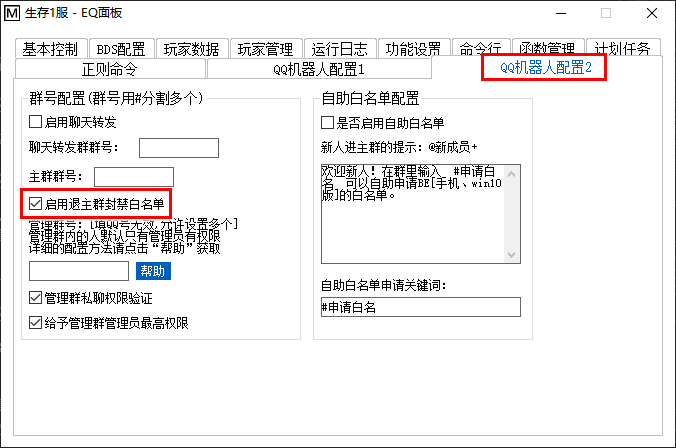 M 生存1服 - EQ面板
基本控制 BDS配置 玩家数据 玩家管理 运行日志 功能设置 命令行 函数管理 计划任务
正则命令 QQ机器人配置1 QQ机器人配置2
群号配置(群号用#分割多个)
启用聊天转发
聊天转发群群号：
主群群号：
启用退主群封禁白名单
管理群号：[填QQ号无效,允许设置多个]
管理群内的人默认只有管理员有权限
详细的配置方法请点击“帮助”获取
帮助
管理群私聊权限验证
给予管理群管理员最高权限
自助白名单配置
是否启用自助白名单
新人进主群的提示：@新成员+
欢迎新人！在群里输入 #申请白
名 可以自助申请BE[手机、win10
版]的白名单。
自助白名单申请关键词：
#申请白名